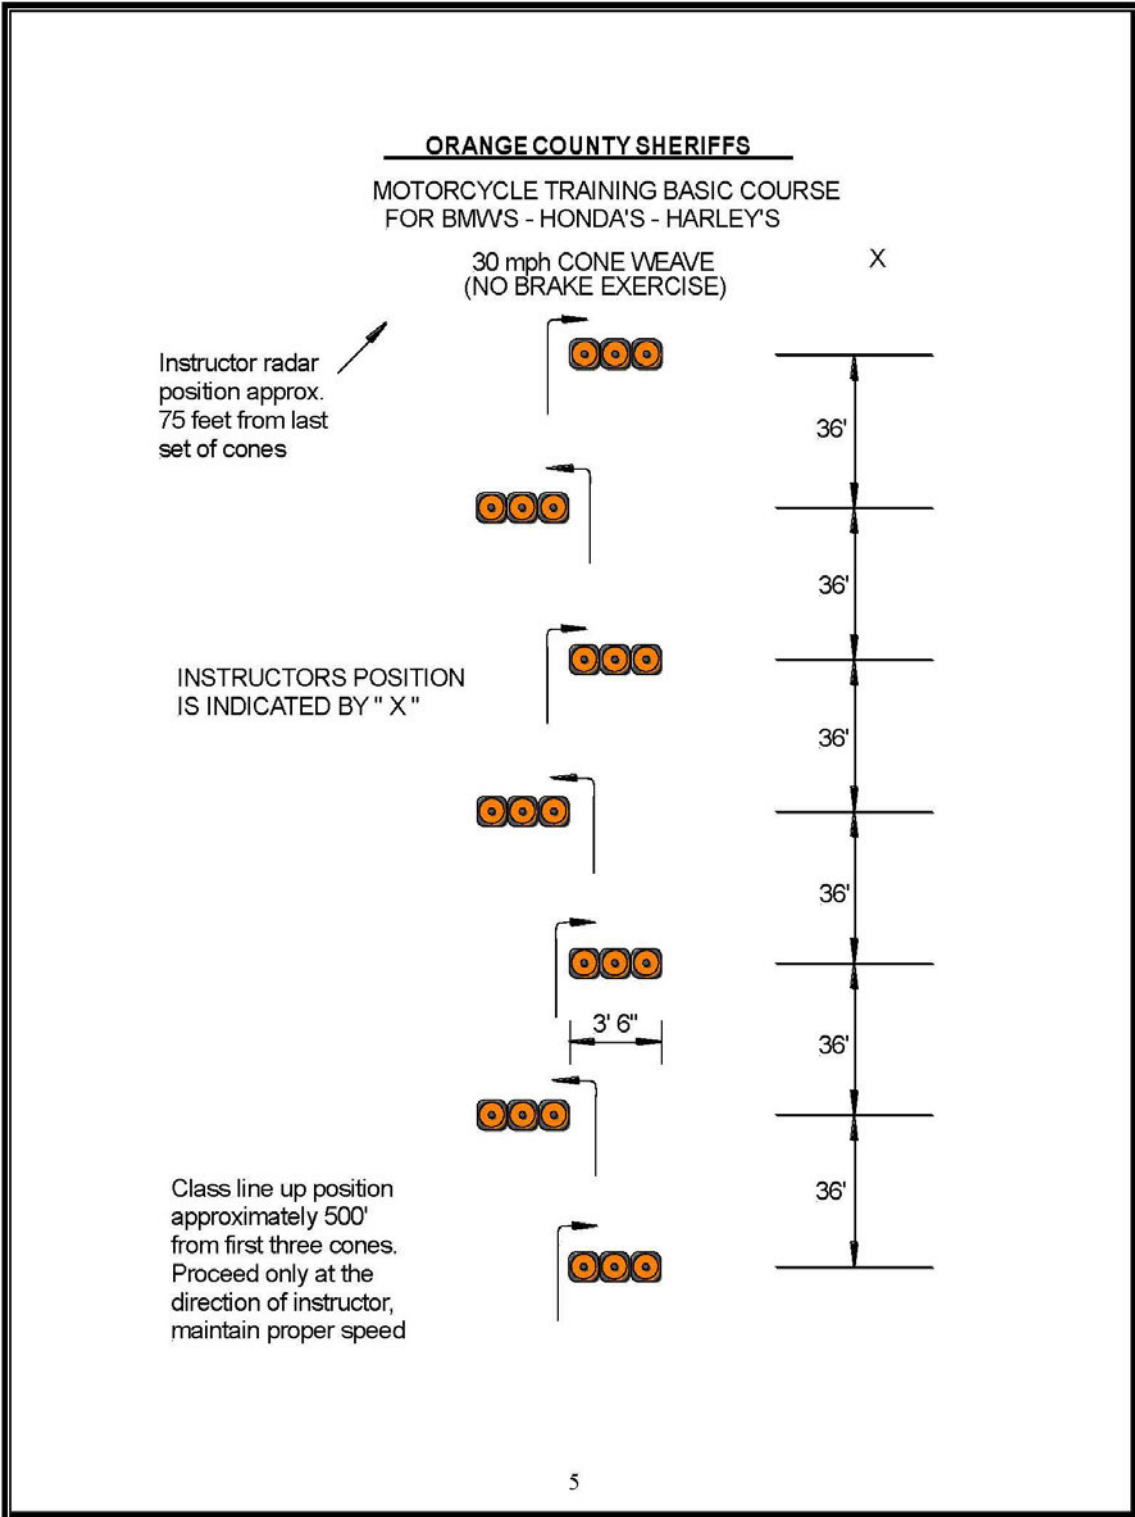 ORANGE COUNTY SHERIFFS
MOTORCYCLE TRAINING BASIC COURSE
FOR BMW'S - HONDA'S - HARLEY'S
30 mph CONE WEAVE
(NO BRAKE EXERCISE)
X
Instructor radar
position approx.
75 feet from last
set of cones
36'
36'
INSTRUCTORS POSITION
IS INDICATED BY " X "
36'
36'
3' 6"
36'
Class line up position
approximately 500'
from first three cones.
Proceed only at the
direction of instructor,
maintain proper speed
36'
5